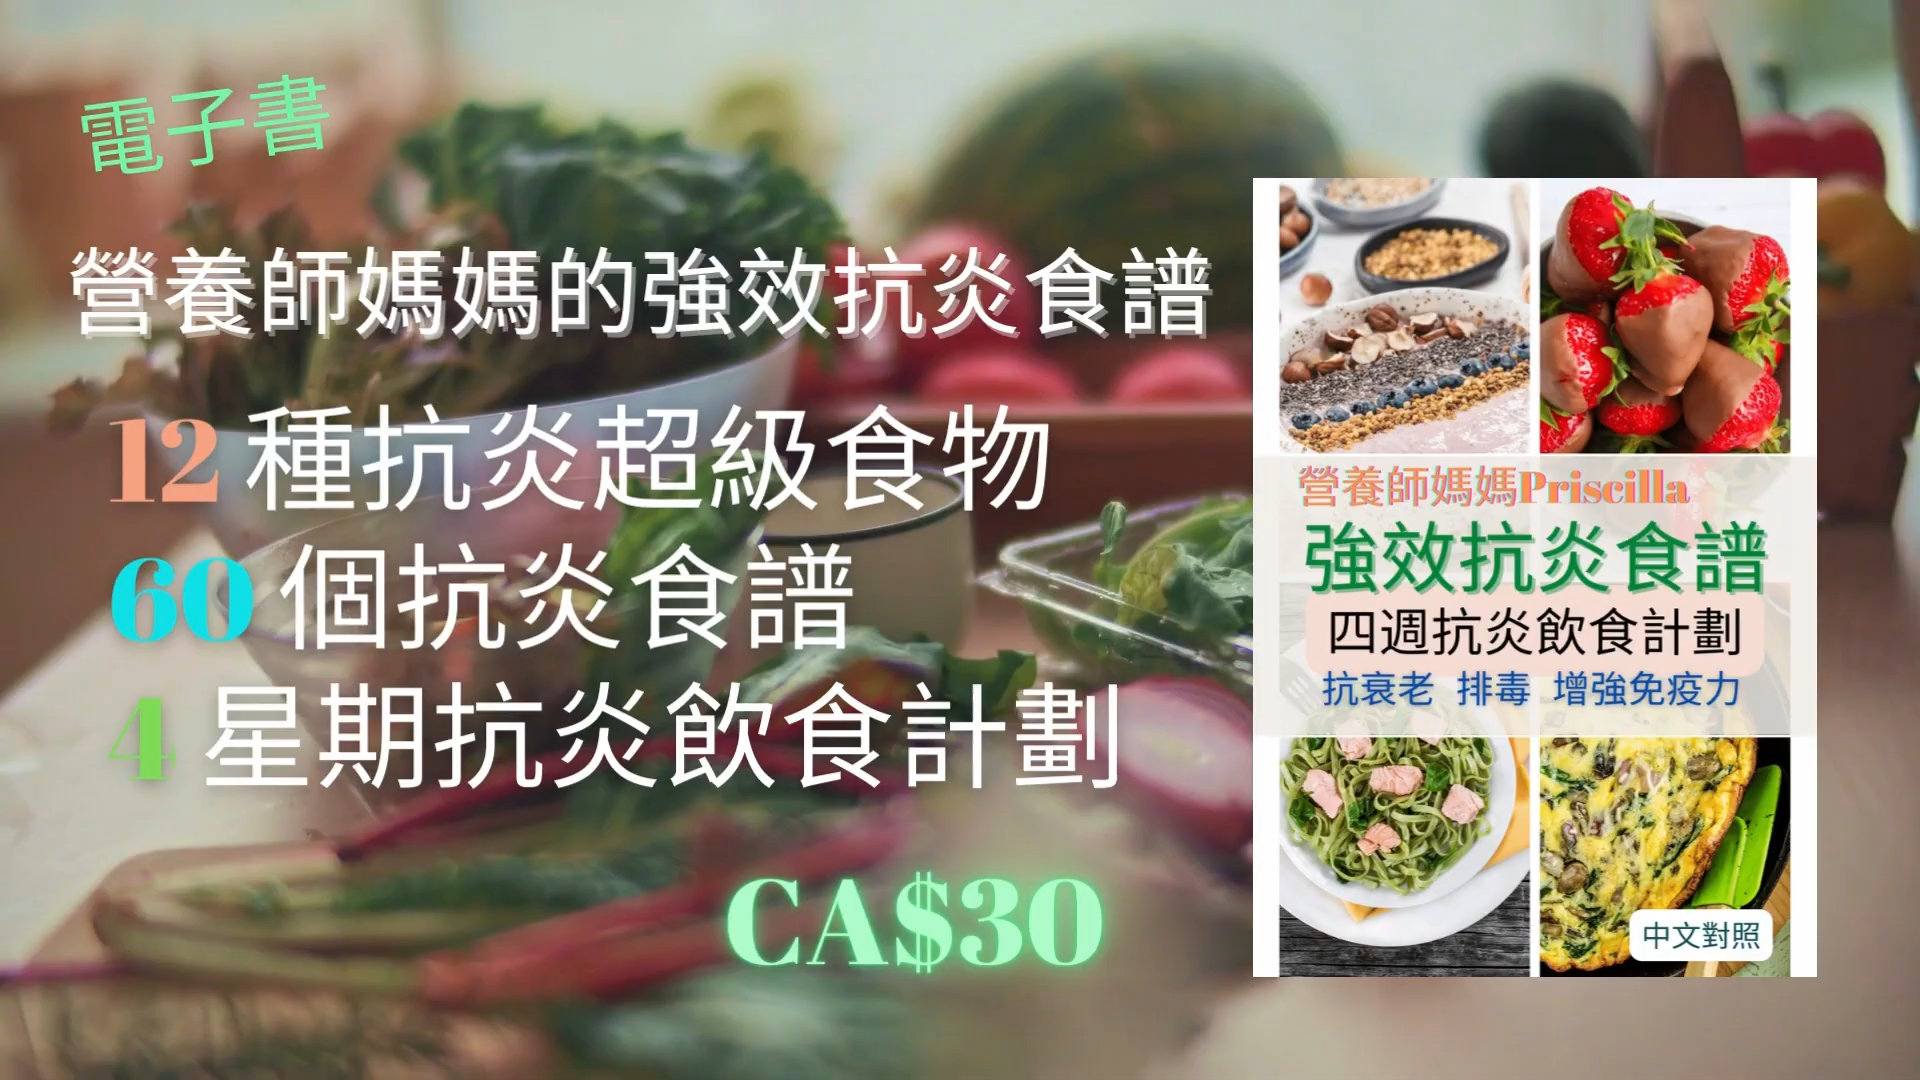 電子書
營養師媽媽的強效抗炎食譜
12 種抗炎超級食物
60 個抗炎食譜
4 星期抗炎飲食計劃
CA$30
營養師媽媽Priscilla
強效抗炎食譜
四週抗炎飲食計劃
抗衰老 排毒 增強免疫力
中文對照